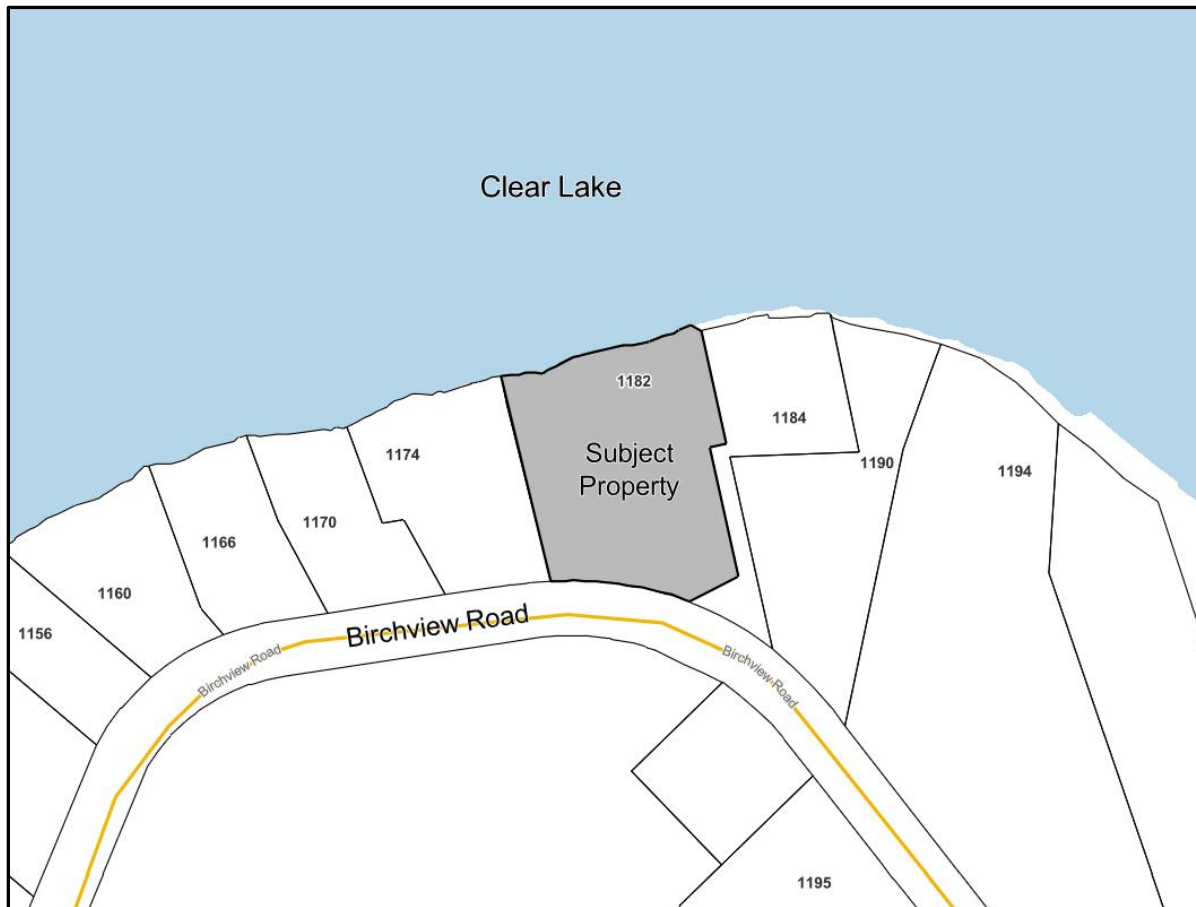 Clear Lake
1182
1184
1174
Subject
Property
1190
1194
1170
1166
1160
1156
Birchview Road
Birchview Road
Birchview Road
1195